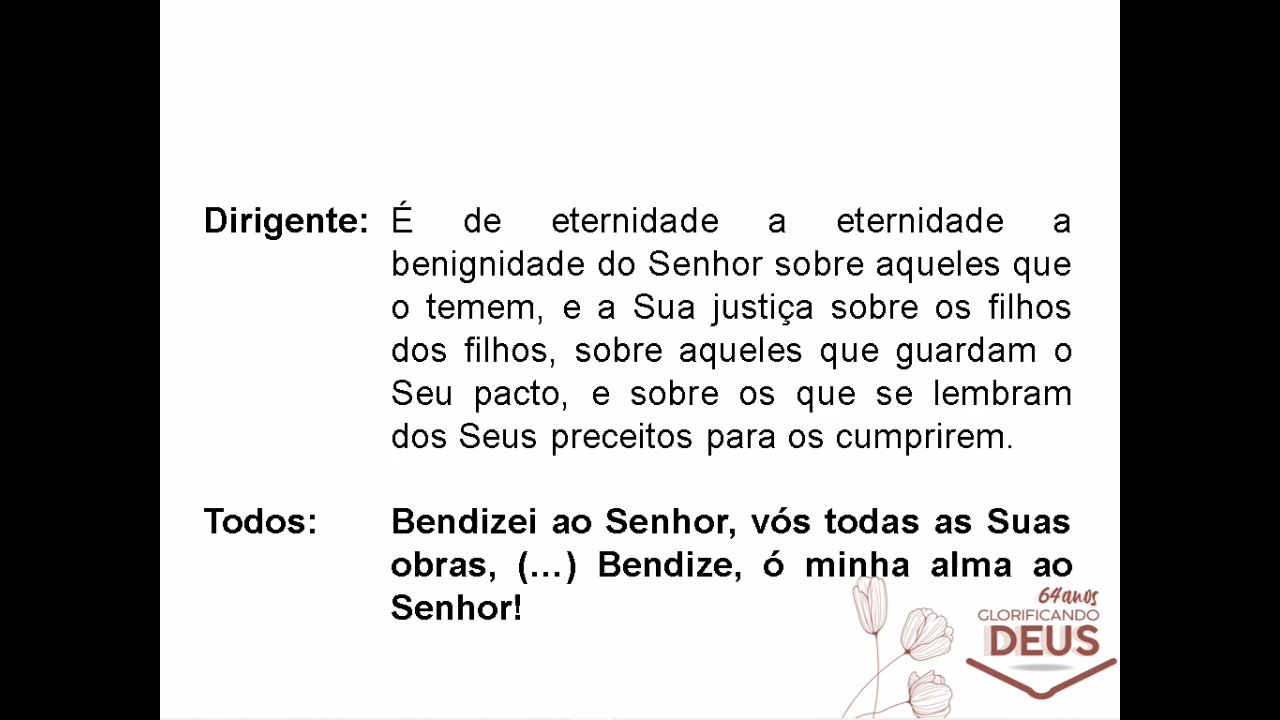 Dirigente: É de eternidade a eternidade a
benignidade do Senhor sobre aqueles que
o temem, e a Sua justiça sobre os filhos
dos filhos, sobre aqueles que guardam o
Seu pacto, e sobre os que se lembram
dos Seus preceitos para os cumprirem.
Todos: Bendizei ao Senhor, vós todas as Suas
obras, (...) Bendize, ó minha alma ao
Senhor!
64 anos
GLORIFICANDO
DEUS